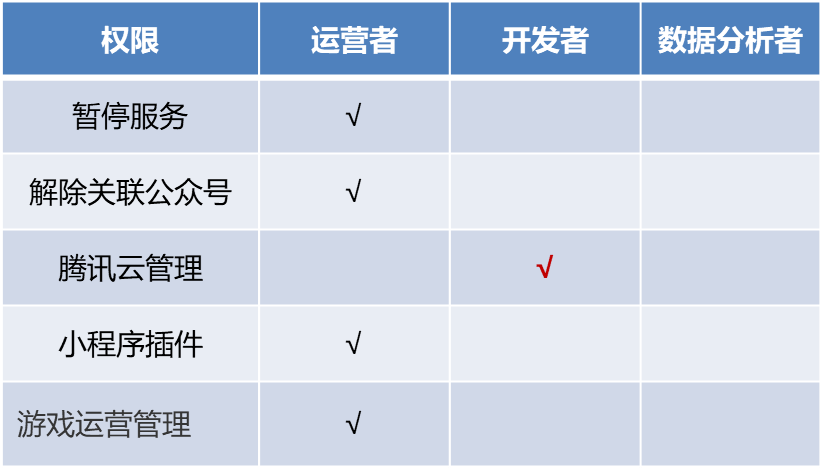 权限 运营者 开发者 数据分析者
暂停服务 √
解除关联公众号 √
腾讯云管理 √
小程序插件 √
游戏运营管理 √